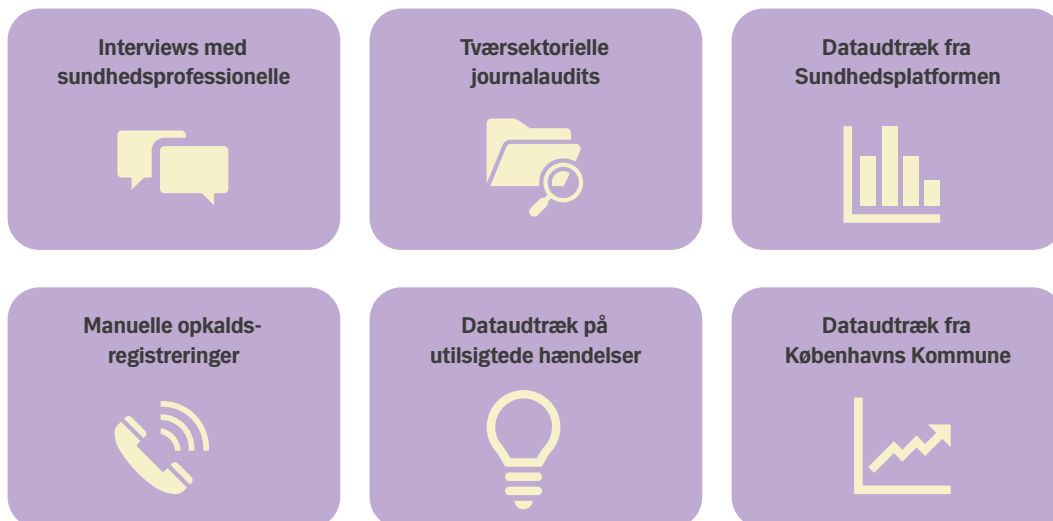 Interviews med
sundhedsprofessionelle
Tværsektorielle
journalaudits
Dataudtræk fra
Sundhedsplatformen
Manuelle opkalds-
registreringer
Dataudtræk på
utilsigtede hændelser
Dataudtræk fra
Københavns Kommune